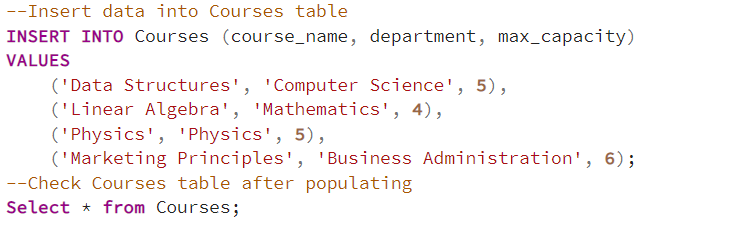 --Insert data into Courses table
INSERT INTO Courses (course_name, department, max_capacity)
VALUES
    ('Data Structures', 'Computer Science', 5),
    ('Linear Algebra', 'Mathematics', 4),
    ('Physics', 'Physics', 5),
    ('Marketing Principles', 'Business Administration', 6);
--Check Courses table after populating
Select * from Courses;